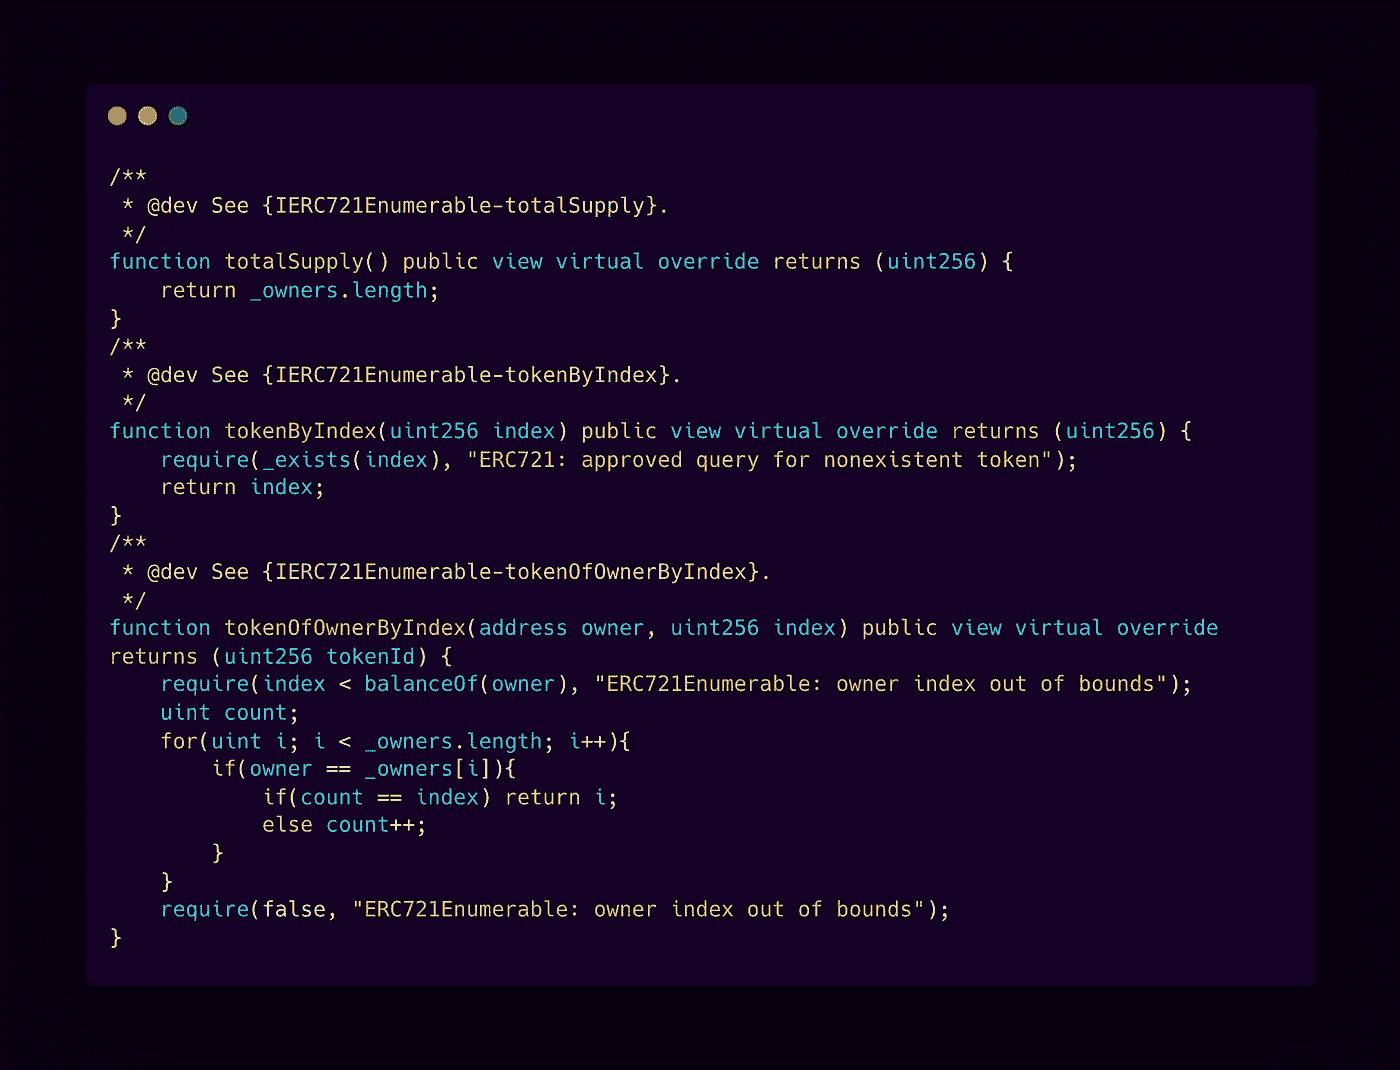 /**
 * @dev See {IERC721Enumerable-totalSupply}.
 */
function totalSupply() public view virtual override returns (uint256) {
    return _owners.length;
}
/**
 * @dev See {IERC721Enumerable-tokenByIndex}.
 */
function tokenByIndex(uint256 index) public view virtual override returns (uint256) {
    require(_exists(index), "ERC721: approved query for nonexistent token");
    return index;
}
/**
 * @dev See {IERC721Enumerable-tokenOfOwnerByIndex}.
 */
function tokenOfOwnerByIndex(address owner, uint256 index) public view virtual override
returns (uint256 tokenId) {
    require(index < balanceOf(owner), "ERC721Enumerable: owner index out of bounds");
    uint count;
    for(uint i; i < _owners.length; i++){
        if(owner == _owners[i]){
            if(count == index) return i;
            else count++;
        }
    }
    require(false, "ERC721Enumerable: owner index out of bounds");
}